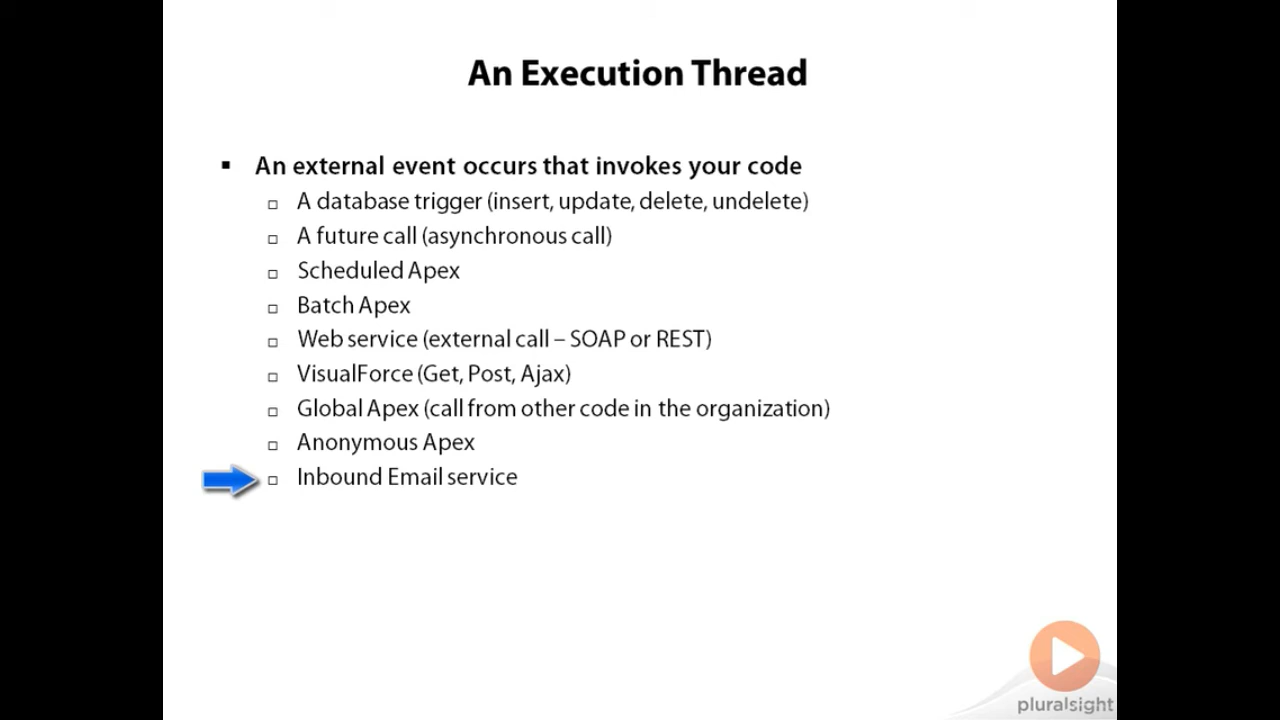 An Execution Thread
▪ An external event occurs that invokes your code
□ A database trigger (insert, update, delete, undelete)
□ A future call (asynchronous call)
□ Scheduled Apex
□ Batch Apex
□ Web service (external call – SOAP or REST)
□ VisualForce (Get, Post, Ajax)
□ Global Apex (call from other code in the organization)
□ Anonymous Apex
□ Inbound Email service
pluralsight